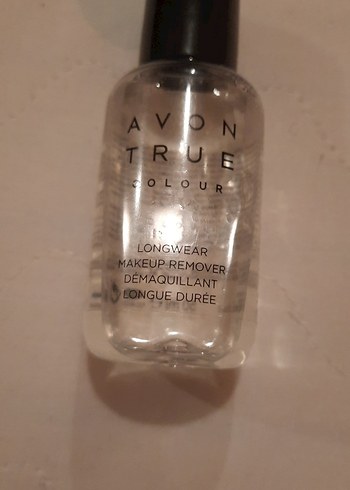 AVON
TRUE
COLOUR
LONGWEAR
MAKEUP REMOVER
DÉMAQUILLANT
LONGUE DURÉE